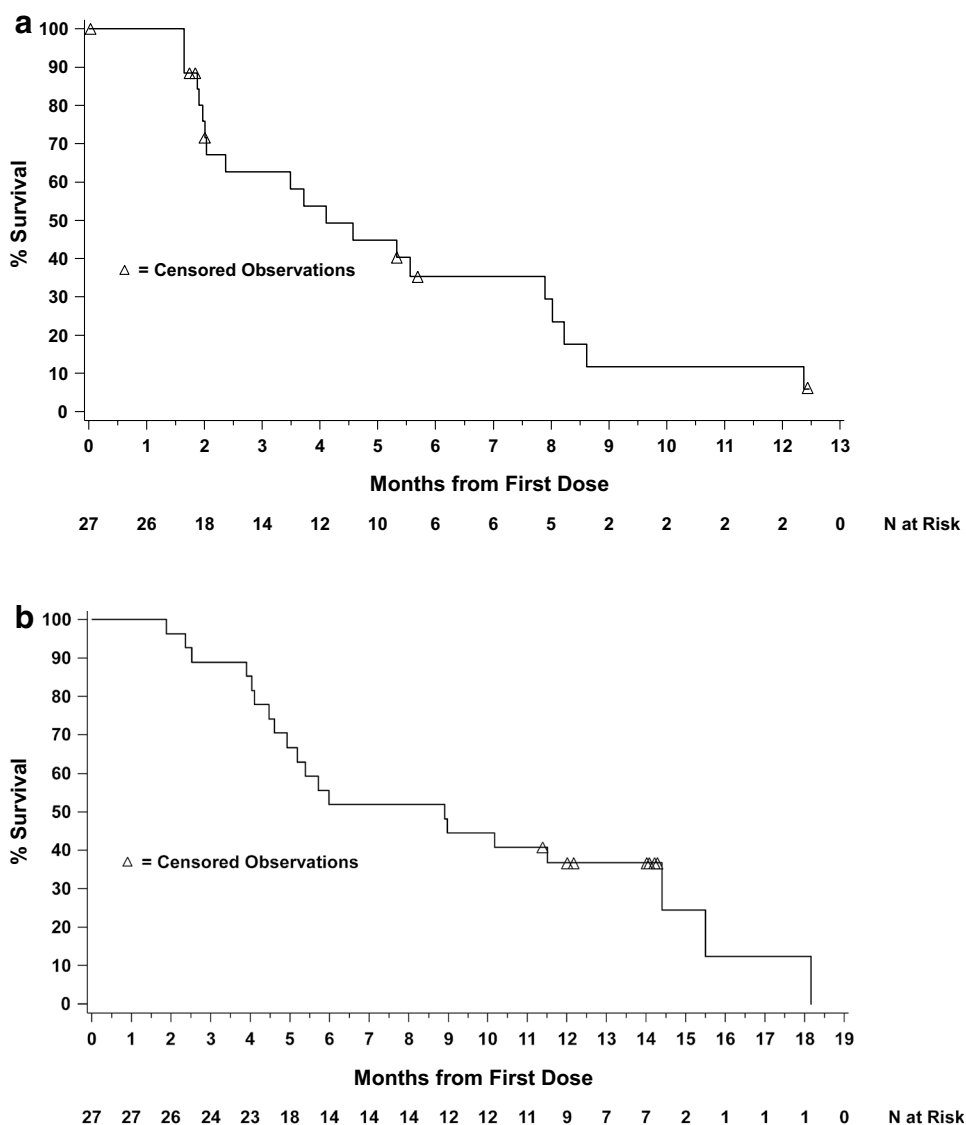 a
100
90
80
70
60
50
40
30
20
10
0
% Survival
△ = Censored Observations
0 1 2 3 4 5 6 7 8 9 10 11 12 13
Months from First Dose
27 26 18 14 12 10 6 6 5 2 2 2 2 0 N at Risk
b
100
90
80
70
60
50
40
30
20
10
0
% Survival
△ = Censored Observations
0 1 2 3 4 5 6 7 8 9 10 11 12 13 14 15 16 17 18 19
Months from First Dose
27 27 26 24 23 18 14 14 14 12 12 11 9 7 7 2 1 1 1 0 N at Risk